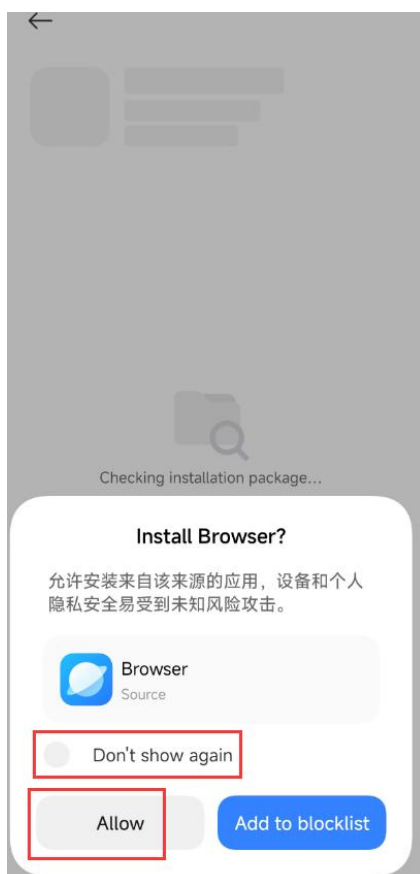 Checking installation package...
Install Browser?
允许安装来自该来源的应用，设备和个人
隐私安全易受到未知风险攻击。
Browser
Source
Don't show again
Allow
Add to blocklist